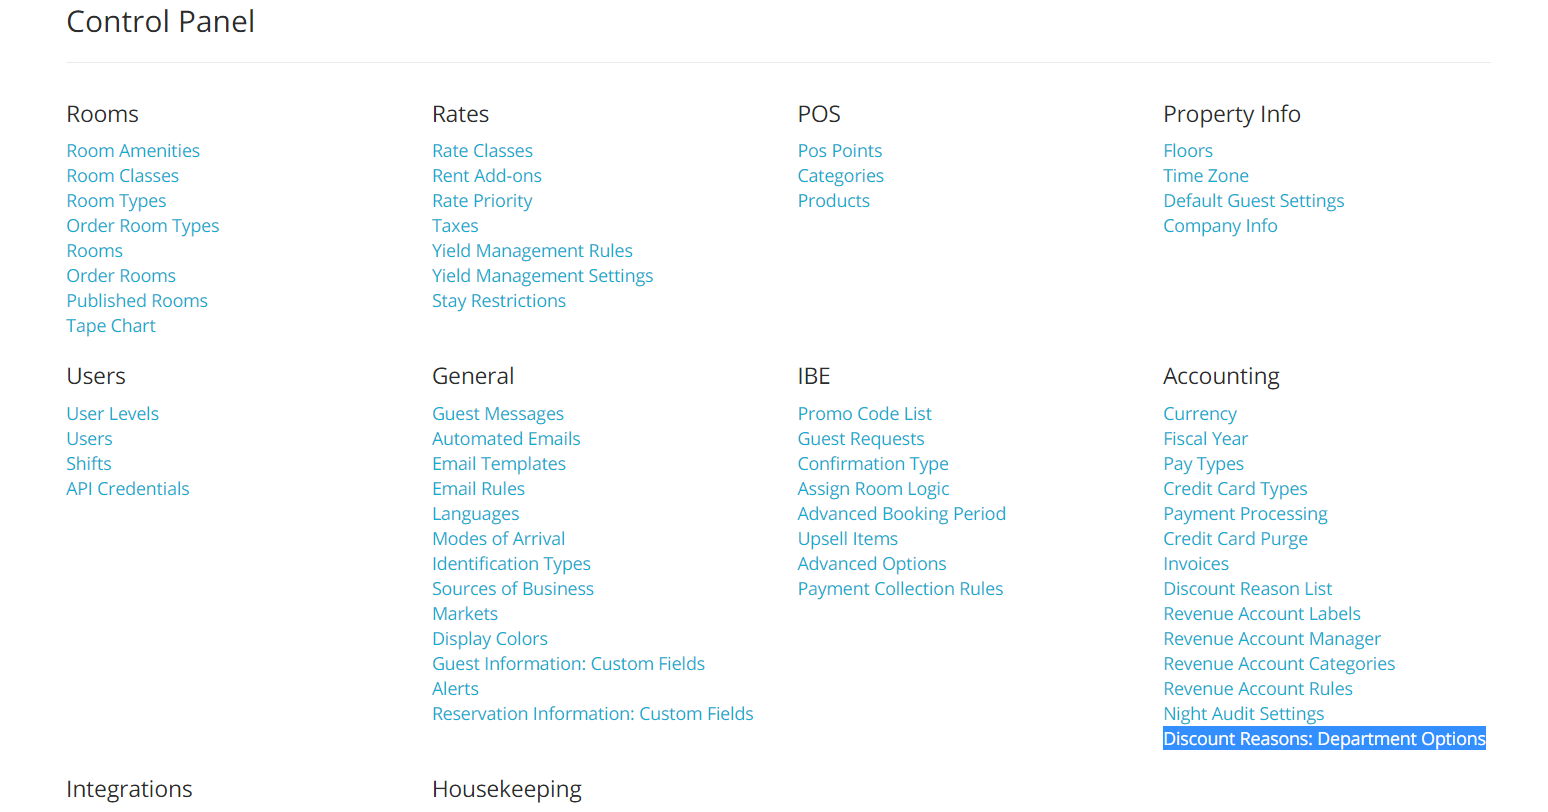 Control Panel
Rooms
Room Amenities
Room Classes
Room Types
Order Room Types
Rooms
Order Rooms
Published Rooms
Tape Chart
Rates
Rate Classes
Rent Add-ons
Rate Priority
Taxes
Yield Management Rules
Yield Management Settings
Stay Restrictions
POS
Pos Points
Categories
Products
Property Info
Floors
Time Zone
Default Guest Settings
Company Info
Users
User Levels
Users
Shifts
API Credentials
General
Guest Messages
Automated Emails
Email Templates
Email Rules
Languages
Modes of Arrival
Identification Types
Sources of Business
Markets
Display Colors
Guest Information: Custom Fields
Alerts
Reservation Information: Custom Fields
IBE
Promo Code List
Guest Requests
Confirmation Type
Assign Room Logic
Advanced Booking Period
Upsell Items
Advanced Options
Payment Collection Rules
Accounting
Currency
Fiscal Year
Pay Types
Credit Card Types
Payment Processing
Credit Card Purge
Invoices
Discount Reason List
Revenue Account Labels
Revenue Account Manager
Revenue Account Categories
Revenue Account Rules
Night Audit Settings
Discount Reasons: Department Options
Integrations
Housekeeping